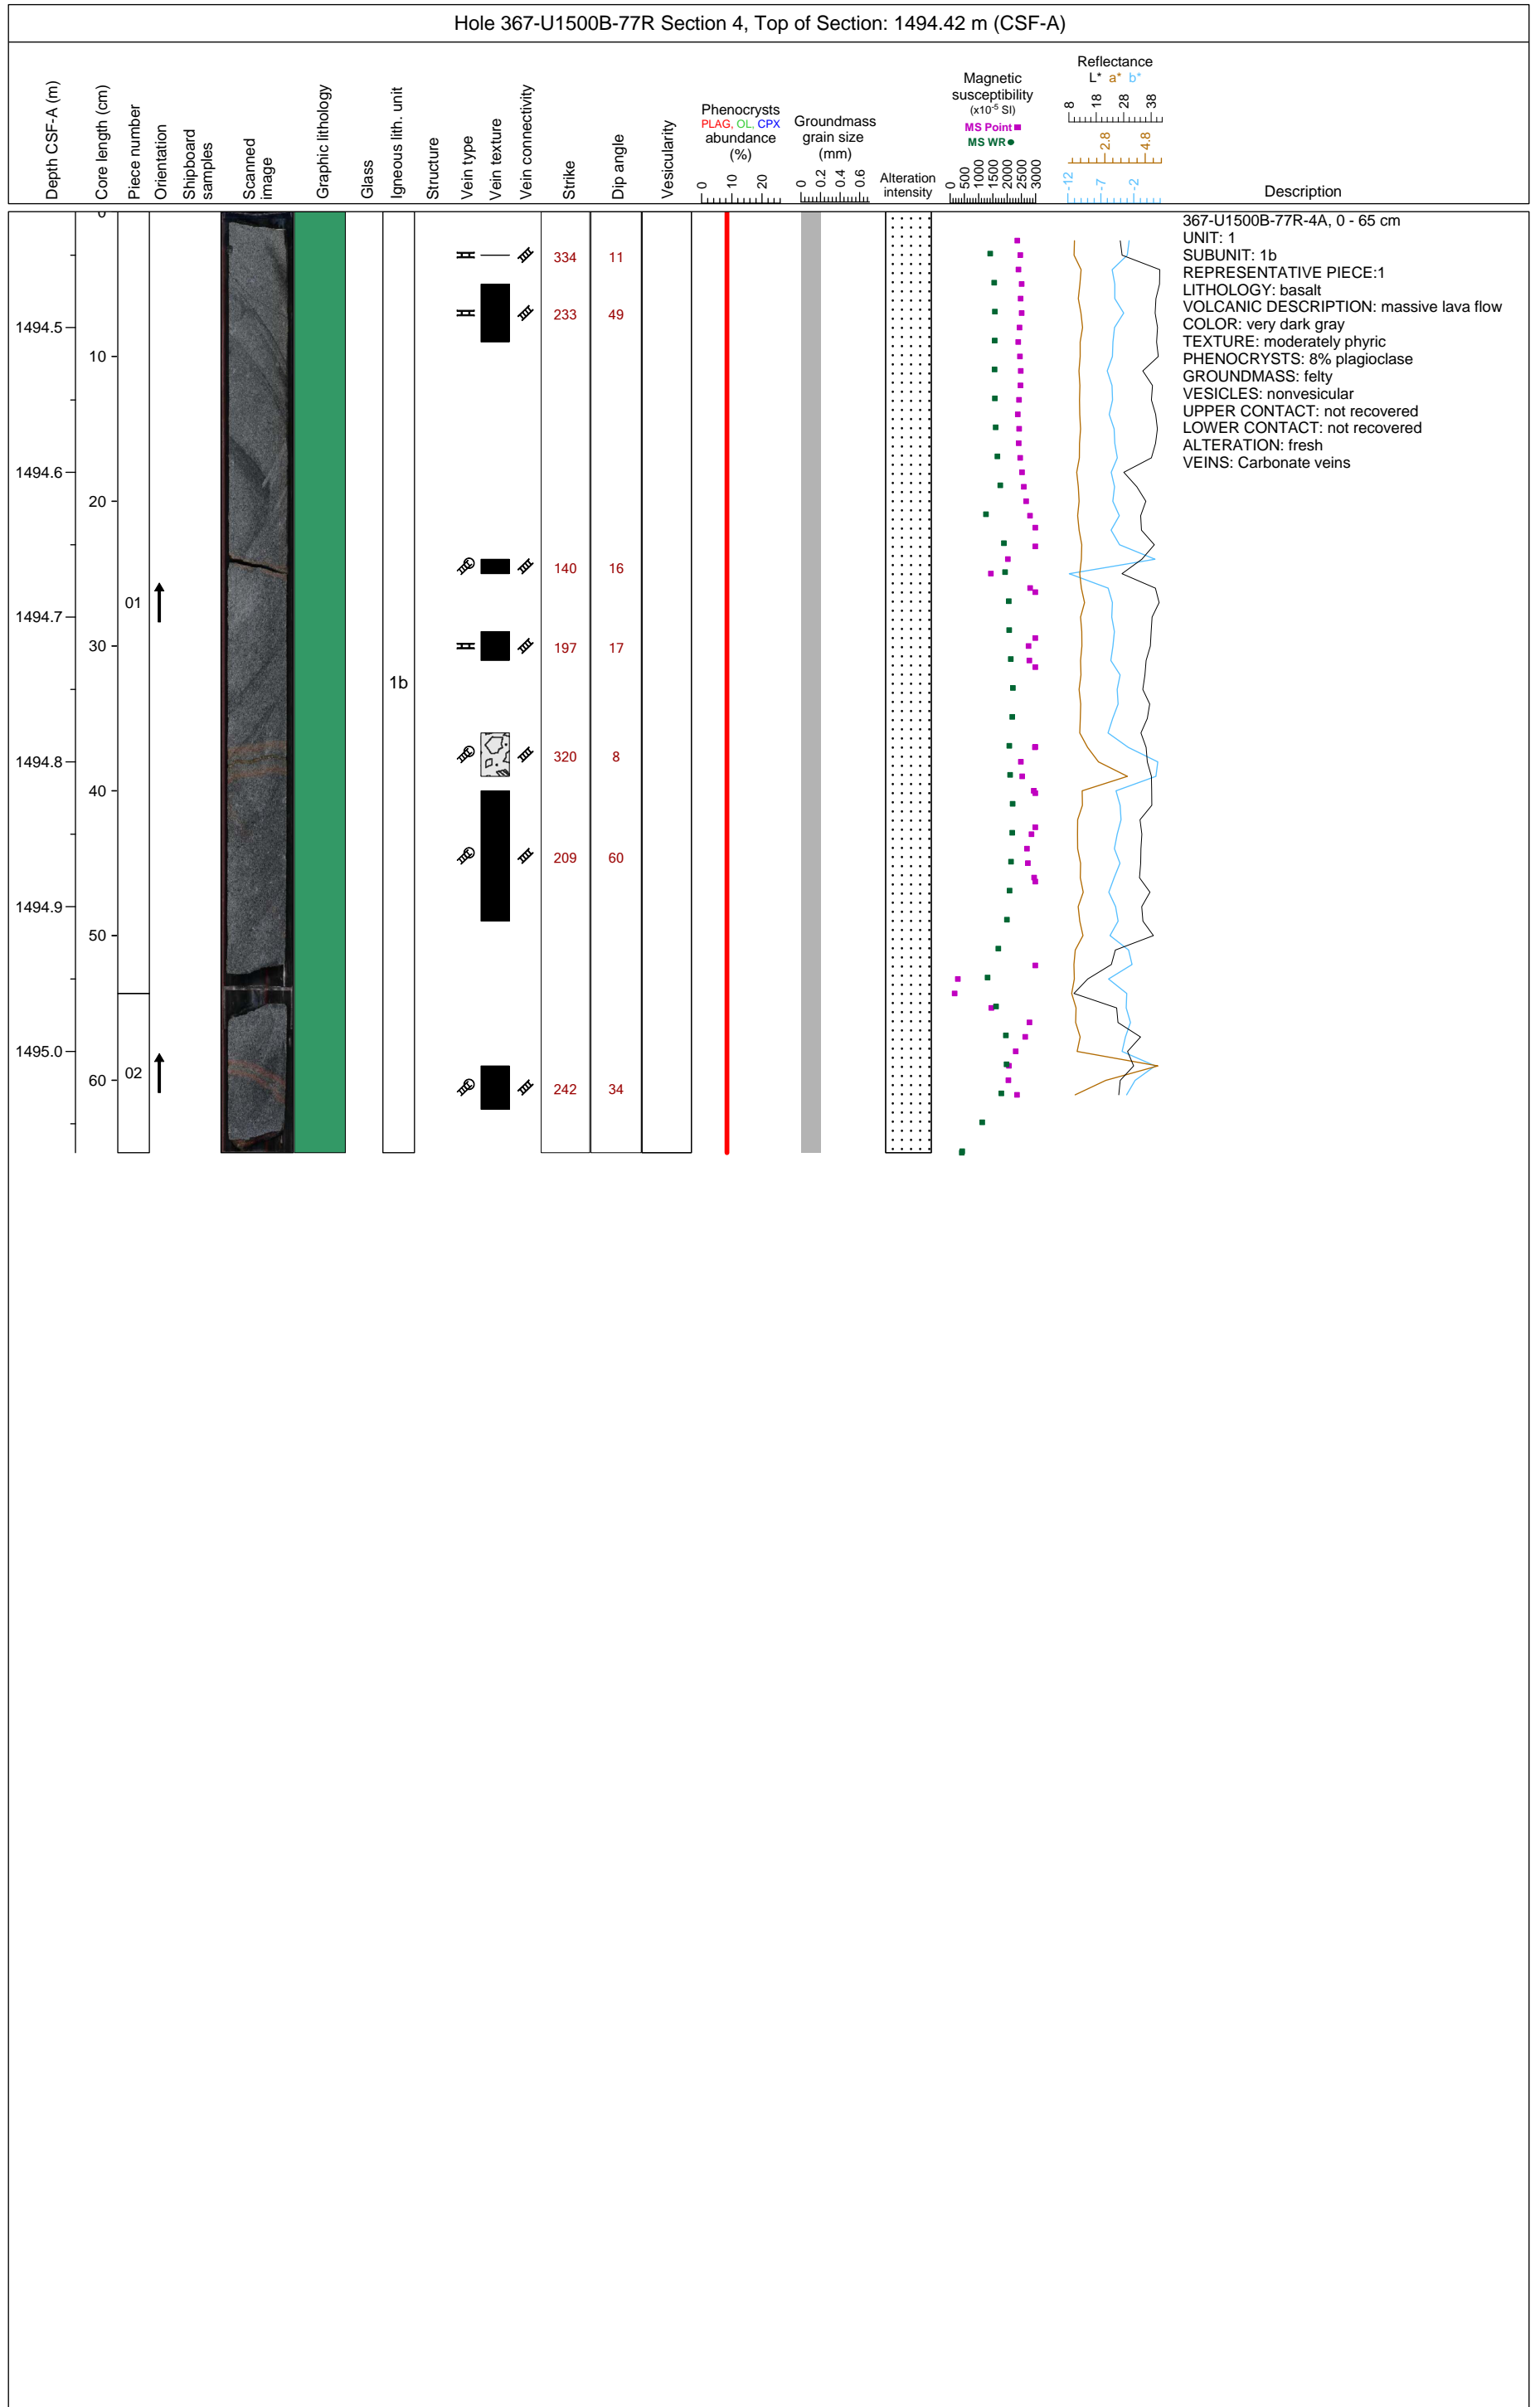 Hole 367-U1500B-77R Section 4, Top of Section: 1494.42 m (CSF-A)
Depth CSF-A (m)
Core length (cm)
Piece number
Orientation
Shipboard
samples
Scanned
image
Graphic lithology
Glass
Igneous lith. unit
Structure
Vein type
Vein texture
Vein connectivity
Strike
Dip angle
Vesicularity
Phenocrysts
PLAG, OL, CPX
abundance
(%)
0 10 20
Groundmass
grain size
(mm)
0 0.2 0.4 0.6
Alteration
intensity
Magnetic
susceptibility
(x10-5 SI)
MS Point
MS WR
0 500 1000 1500 2000 2500 3000
Reflectance
L* a* b*
8 18 28 38
2.8 4.8
-12 -7 -2
Description
0
334 11
233 49
1494.5
10
1494.6
20
140 16
01
1494.7
30
197 17
1b
320 8
1494.8
40
209 60
1494.9
50
1495.0
60
02
242 34
367-U1500B-77R-4A, 0 - 65 cm
UNIT: 1
SUBUNIT: 1b
REPRESENTATIVE PIECE:1
LITHOLOGY: basalt
VOLCANIC DESCRIPTION: massive lava flow
COLOR: very dark gray
TEXTURE: moderately phyric
PHENOCRYSTS: 8% plagioclase
GROUNDMASS: felty
VESICLES: nonvesicular
UPPER CONTACT: not recovered
LOWER CONTACT: not recovered
ALTERATION: fresh
VEINS: Carbonate veins